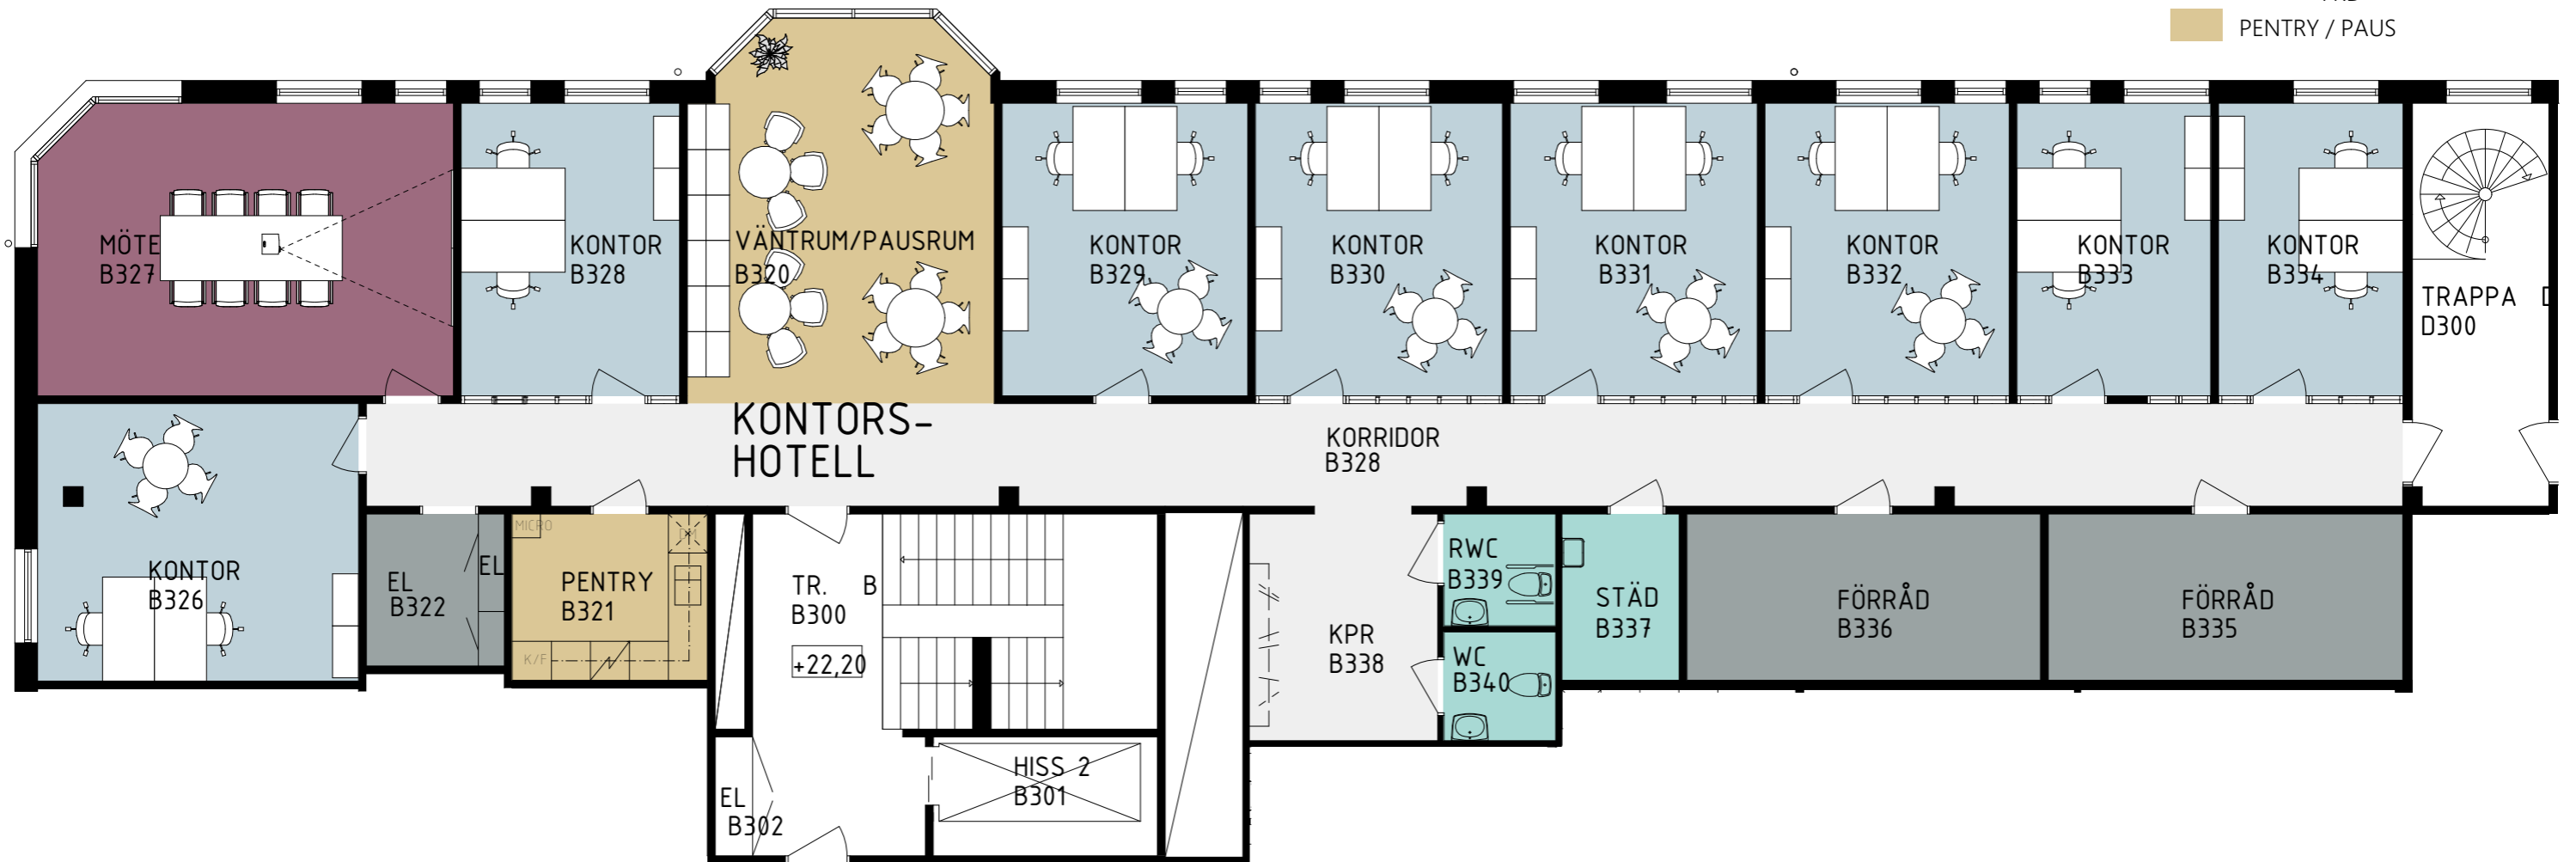 PENTRY / PAUS
MÖTE
B327
KONTOR
B328
VÄNTRUM/PAUSRUM
B320
KONTOR
B329
KONTOR
B330
KONTOR
B331
KONTOR
B332
KONTOR
B333
KONTOR
B334
TRAPPA
D300
KONTORS-
HOTELL
KORRIDOR
B328
KONTOR
B326
EL
B322
EL
MICRO
DM
K/F
PENTRY
B321
TR. B
B300
+22,20
EL
B302
HISS 2
B301
KPR
B338
RWC
B339
WC
B340
STÄD
B337
FÖRRÅD
B336
FÖRRÅD
B335